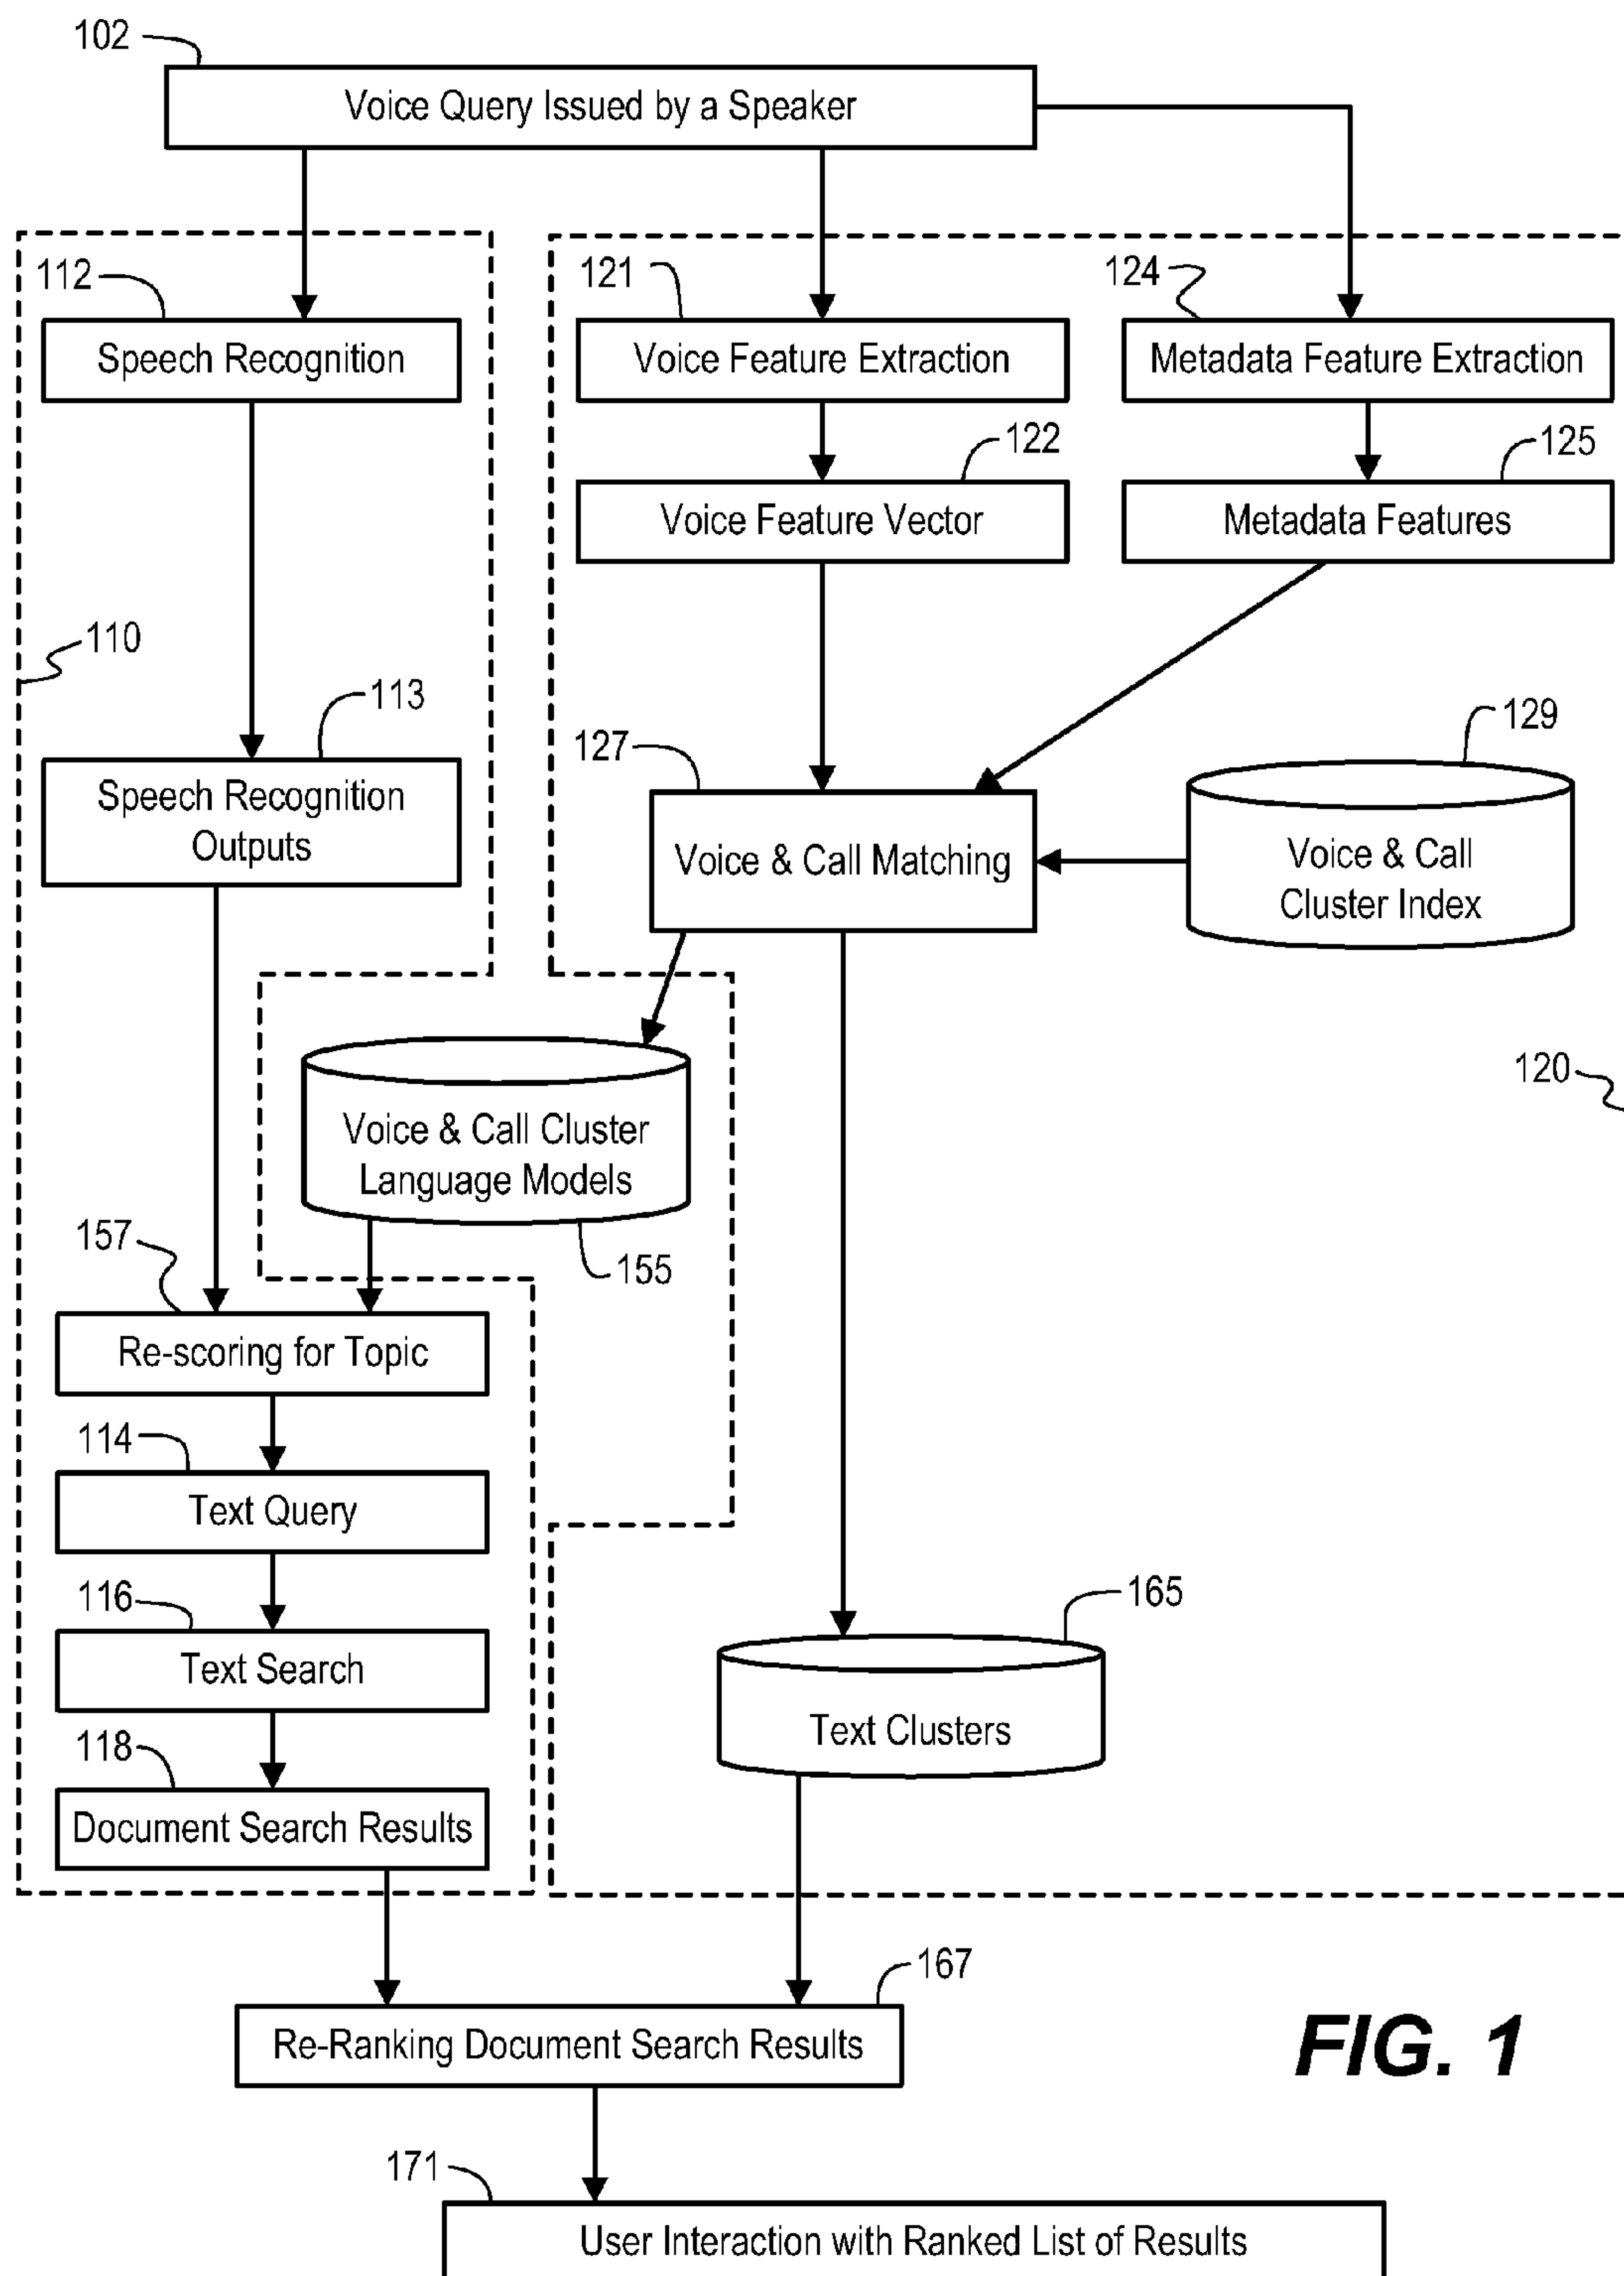 102
Voice Query Issued by a Speaker
112
121
124
Speech Recognition
Voice Feature Extraction
Metadata Feature Extraction
122
125
Voice Feature Vector
Metadata Features
110
113
127
129
Speech Recognition
Outputs
Voice & Call Matching
Voice & Call
Cluster Index
120
Voice & Call Cluster
Language Models
157
155
Re-scoring for Topic
114
Text Query
116
165
Text Search
Text Clusters
118
Document Search Results
167
Re-Ranking Document Search Results
FIG. 1
171
User Interaction with Ranked List of Results